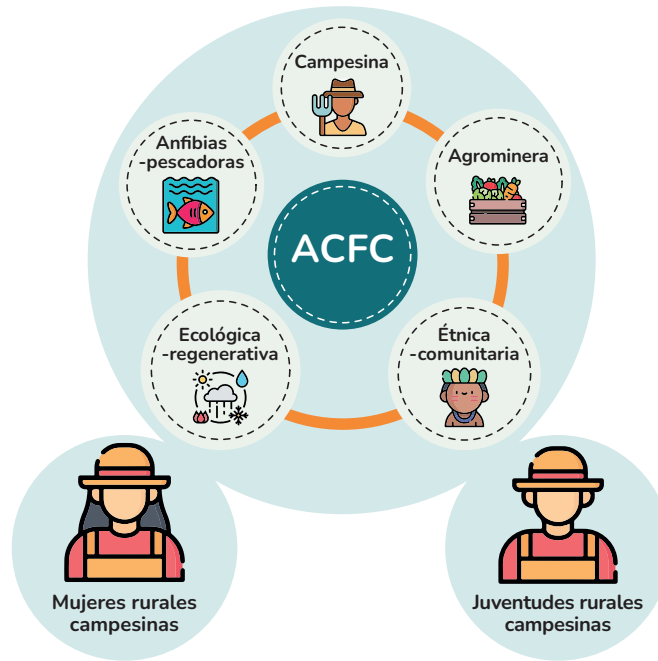 Campesina
Anfibias
-pescadoras
Agrominera
ACFC
Ecológica
-regenerativa
Étnica
-comunitaria
Mujeres rurales
campesinas
Juventudes rurales
campesinas